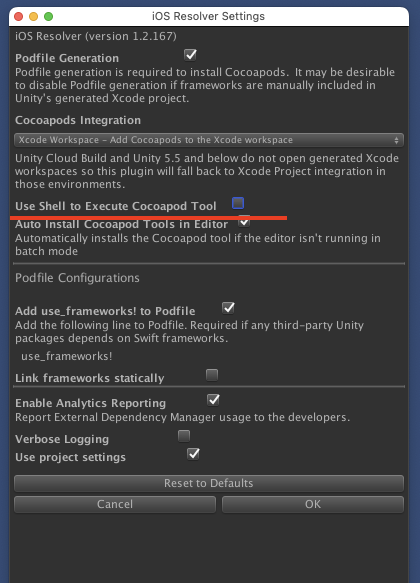 iOS Resolver Settings
iOS Resolver (version 1.2.167)
Podfile Generation
Podfile generation is required to install Cocoapods.  It may be desirable
to disable Podfile generation if frameworks are manually included in
Unity's generated Xcode project.
Cocoapods Integration
Xcode Workspace - Add Cocoapods to the Xcode workspace
Unity Cloud Build and Unity 5.5 and below do not open generated Xcode
workspaces so this plugin will fall back to Xcode Project integration in
those environments.
Use Shell to Execute Cocoapod Tool
Auto Install Cocoapod Tools in Editor
Automatically installs the Cocoapod tool if the editor isn't running in
batch mode
Podfile Configurations
Add use_frameworks! to Podfile
Add the following line to Podfile. Required if any third-party Unity
packages depends on Swift frameworks.
use_frameworks!
Link frameworks statically
Enable Analytics Reporting
Report External Dependency Manager usage to the developers.
Verbose Logging
Use project settings
Reset to Defaults
Cancel OK